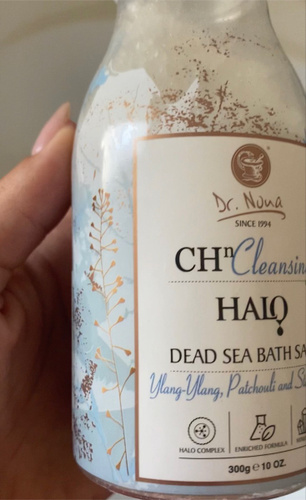 Dr. Nona
SINCE 1994
CHⁿ Cleansin
HALO
DEAD SEA BATH SA
Ylang-Ylang, Patchouli and S
HALO COMPLEX
ENRICHED FORMULA
300g ℮ 10 OZ.